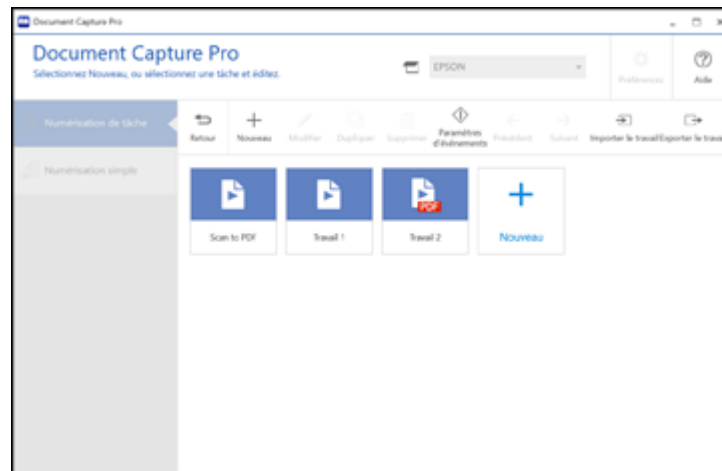 Document Capture Pro
Document Capture Pro
Sélectionnez Nouveau, ou sélectionnez une tâche et éditez.
EPSON
Préférences
Aide
Numérisation de tâche
Retour
Nouveau
Modifier
Dupliquer
Supprimer
Paramètres
d'événements
Précédent
Suivant
Importer le travail
Exporter le travai
Numérisation simple
Scan to PDF
Travail 1
PDF
Travail 2
Nouveau